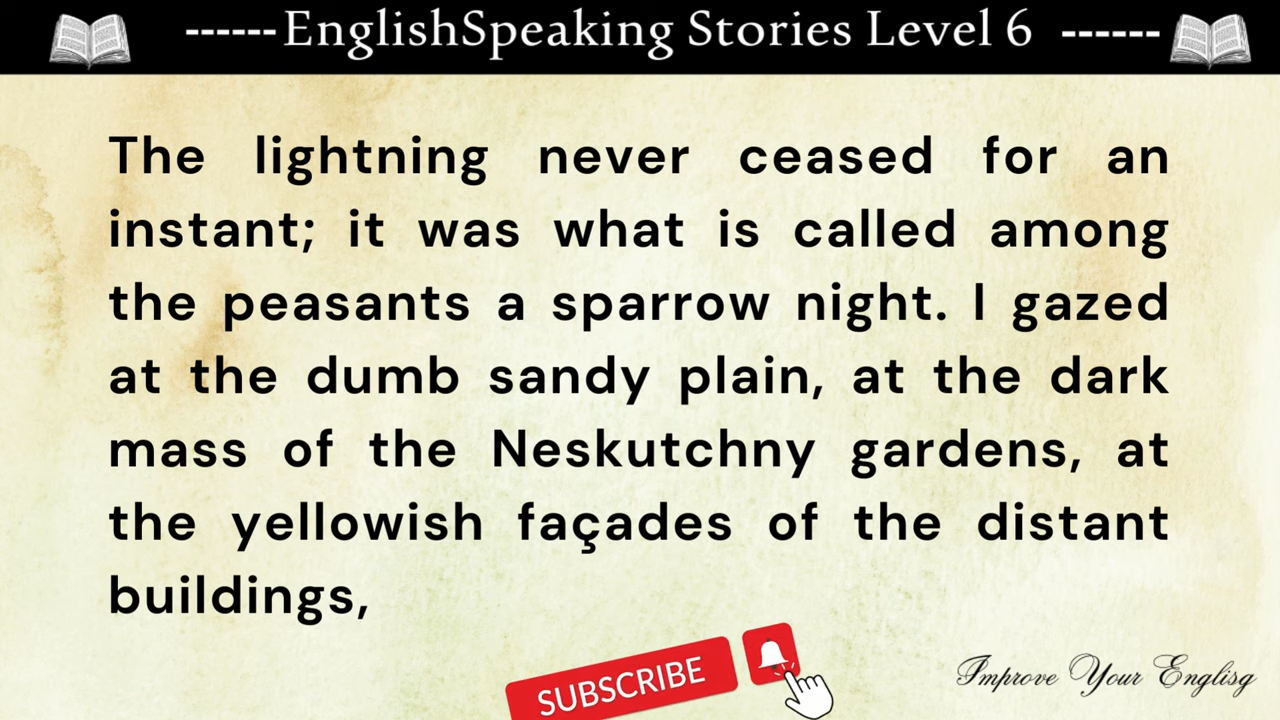 ------EnglishSpeaking Stories Level 6 ------
The lightning never ceased for an
instant; it was what is called among
the peasants a sparrow night. I gazed
at the dumb sandy plain, at the dark
mass of the Neskutchny gardens, at
the yellowish façades of the distant
buildings,
SUBSCRIBE
Improve Your Englisg